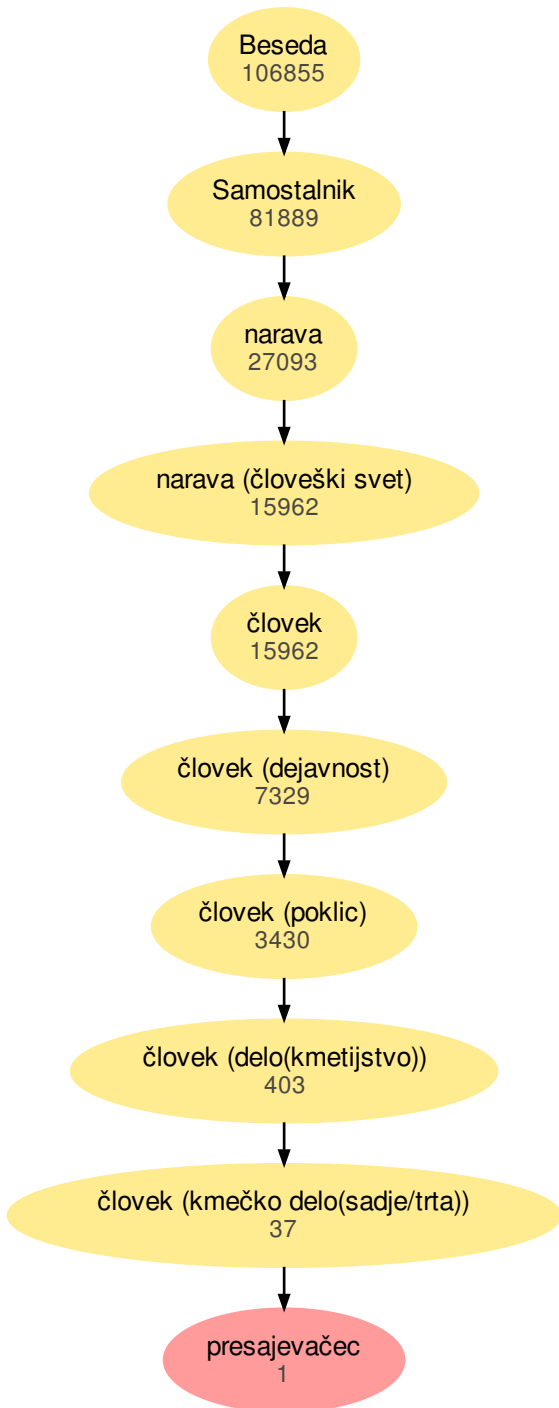 Beseda
106855
Samostalnik
81889
narava
27093
narava (človeški svet)
15962
človek
15962
človek (dejavnost)
7329
človek (poklic)
3430
človek (delo(kmetijstvo))
403
človek (kmečko delo(sadje/trta))
37
presajevačec
1